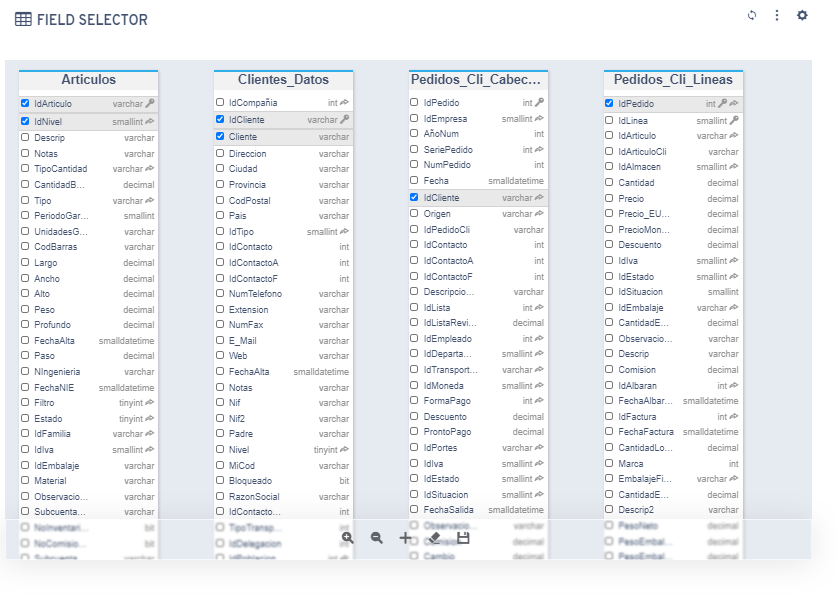 FIELD SELECTOR
Articulos
IdArticulo varchar
IdNivel smallint
Descrip varchar
Notas varchar
TipoCantidad varchar
CantidadB... decimal
Tipo varchar
PeriodoGar... smallint
UnidadesG... varchar
CodBarras varchar
Largo decimal
Ancho decimal
Alto decimal
Peso decimal
Profundo decimal
FechaAlta smalldatetime
Paso decimal
NIngenieria varchar
FechaNIE smalldatetime
Filtro tinyint
Estado tinyint
IdFamilia varchar
IdIva smallint
IdEmbalaje varchar
Material varchar
Observacio... varchar
Subcuenta... varchar
NoInventari... bit
NoComisio... bit
Subcuenta... varchar
Clientes_Datos
IdCompañia int
IdCliente varchar
Cliente varchar
Direccion varchar
Ciudad varchar
Provincia varchar
CodPostal varchar
Pais varchar
IdTipo smallint
IdContacto int
IdContactoA int
IdContactoF int
NumTelefono varchar
Extension varchar
NumFax varchar
E_Mail varchar
Web varchar
FechaAlta smalldatetime
Notas varchar
Nif varchar
Nif2 varchar
Padre varchar
Nivel tinyint
MiCod varchar
Bloqueado bit
RazonSocial varchar
IdContacto... int
TipoTransp... int
IdDelegacion int
IdPoblacion int
Pedidos_Cli_Cabec...
IdPedido int
IdEmpresa smallint
AñoNum int
SeriePedido int
NumPedido int
Fecha smalldatetime
IdCliente varchar
Origen varchar
IdPedidoCli varchar
IdContacto int
IdContactoA int
IdContactoF int
Descripcio... varchar
IdLista int
IdListaRevi... decimal
IdEmpleado int
IdDeparta... smallint
IdTransport... varchar
IdMoneda smallint
FormaPago int
Descuento decimal
ProntoPago decimal
IdPortes varchar
IdIva smallint
IdEstado smallint
IdSituacion smallint
FechaSalida smalldatetime
Observacio... varchar
Comision decimal
Cambio decimal
Pedidos_Cli_Lineas
IdPedido int
IdLinea smallint
IdArticulo varchar
IdArticuloCli varchar
IdAlmacen smallint
Cantidad decimal
Precio decimal
Precio_EU... decimal
PrecioMon... decimal
Descuento decimal
IdIva smallint
IdEstado smallint
IdSituacion smallint
IdEmbalaje varchar
CantidadE... decimal
Observacio... varchar
Descrip varchar
Comision decimal
IdAlbaran int
FechaAlbar... smalldatetime
IdFactura int
FechaFactura smalldatetime
CantidadLo... decimal
Marca int
EmbalajeFi... varchar
CantidadE... decimal
Descrip2 varchar
PesoNeto decimal
PesoEmbal... decimal
PesoEmbal... decimal